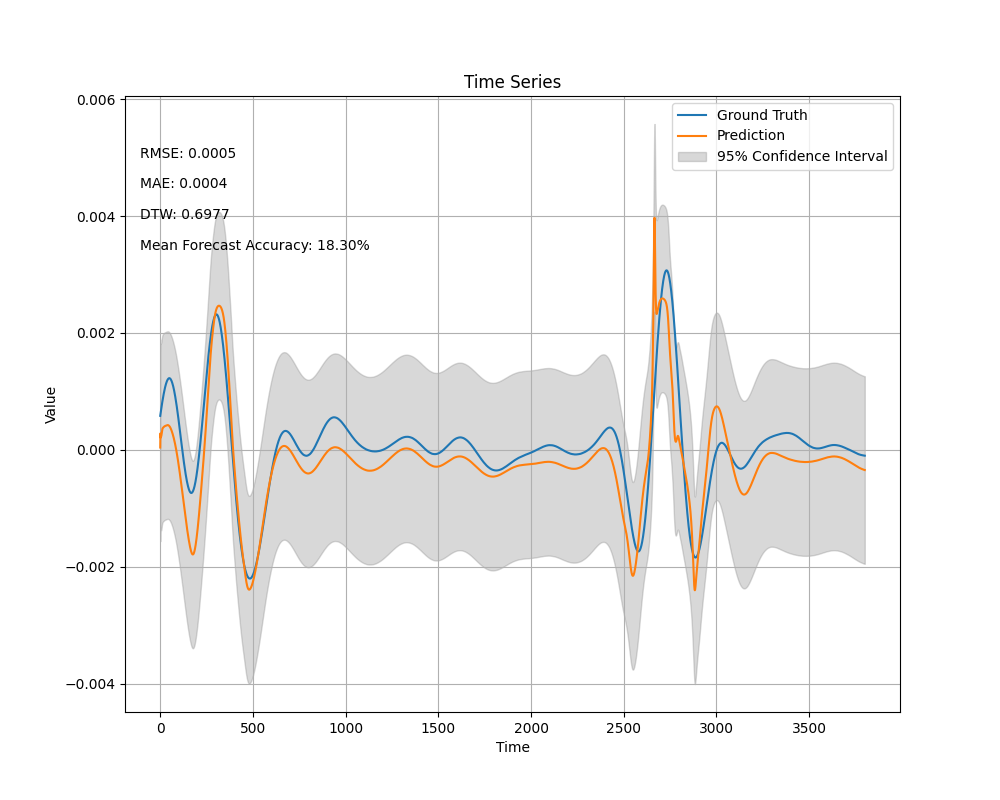 Time Series
0.006
0.004
0.002
0.000
−0.002
−0.004
Value
RMSE: 0.0005
MAE: 0.0004
DTW: 0.6977
Mean Forecast Accuracy: 18.30%
Ground Truth
Prediction
95% Confidence Interval
0 500 1000 1500 2000 2500 3000 3500
Time